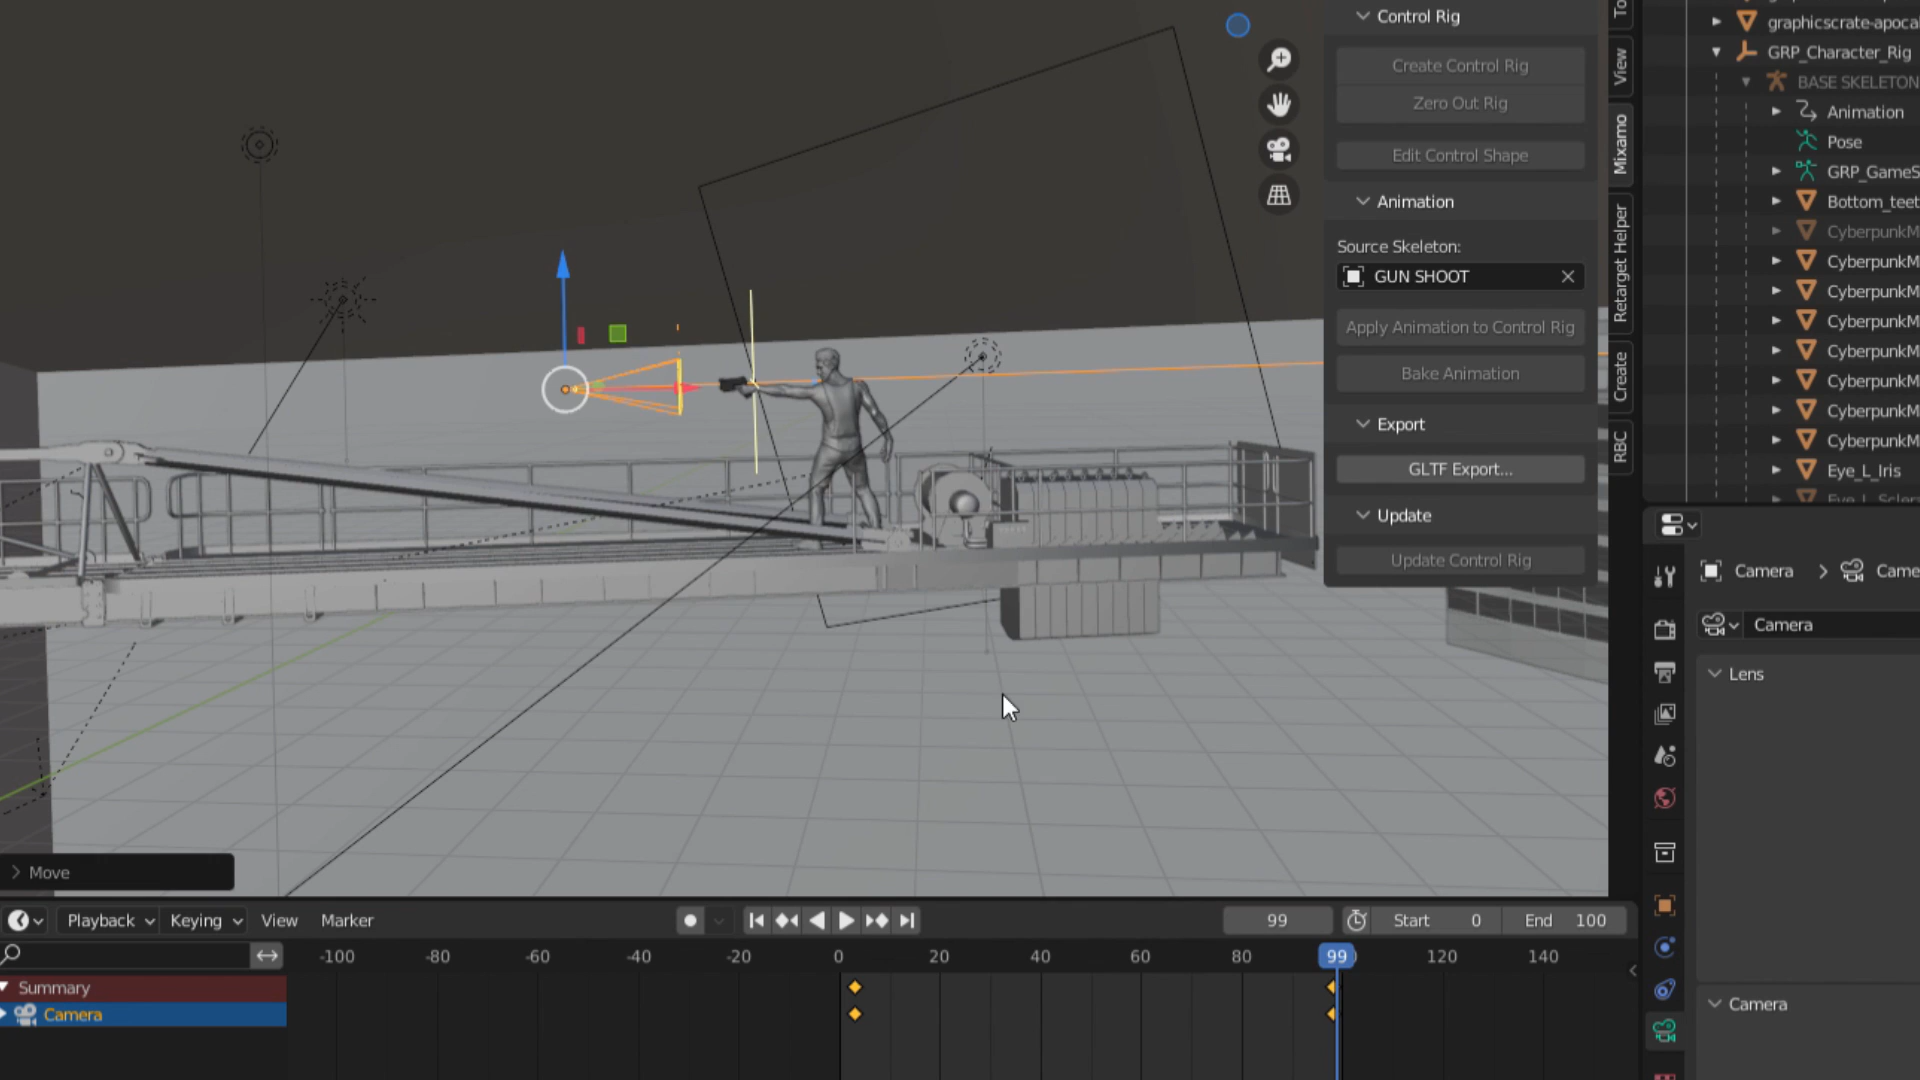 Control Rig
Create Control Rig
Zero Out Rig
Edit Control Shape
Animation
Source Skeleton:
GUN SHOOT
Apply Animation to Control Rig
Bake Animation
Export
GLTF Export...
Update
Update Control Rig
To
View
Mixamo
Retarget Helper
Create
RBC
graphicscrate-apoca
GRP_Character_Rig
BASE SKELETON
Animation
Pose
GRP_GameS
Bottom_teet
CyberpunkM
CyberpunkM
CyberpunkM
CyberpunkM
CyberpunkM
CyberpunkM
CyberpunkM
CyberpunkM
Eye_L_Iris
Eye_L_Scler
Camera
Came
Camera
Lens
Camera
Move
Playback
Keying
View
Marker
99
Start 0
End 100
-100 -80 -60 -40 -20 0 20 40 60 80 99 120 140
Summary
Camera